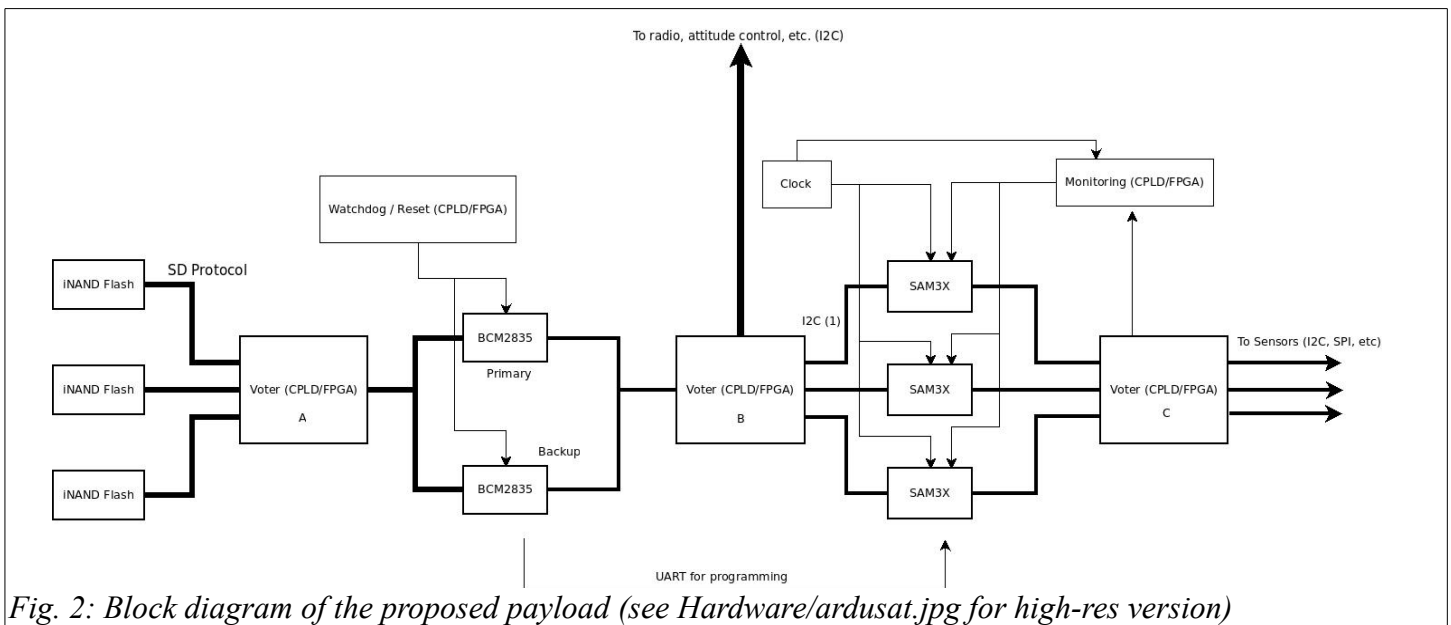 To radio, attitude control, etc. (I2C)
Clock
Monitoring (CPLD/FPGA)
Watchdog / Reset (CPLD/FPGA)
iNAND Flash
SD Protocol
SAM3X
BCM2835
Primary
I2C (1)
To Sensors (I2C, SPI, etc)
iNAND Flash
Voter (CPLD/FPGA)
A
Voter (CPLD/FPGA)
B
SAM3X
Voter (CPLD/FPGA)
C
Backup
iNAND Flash
BCM2835
SAM3X
UART for programming
Fig. 2: Block diagram of the proposed payload (see Hardware/ardusat.jpg for high-res version)